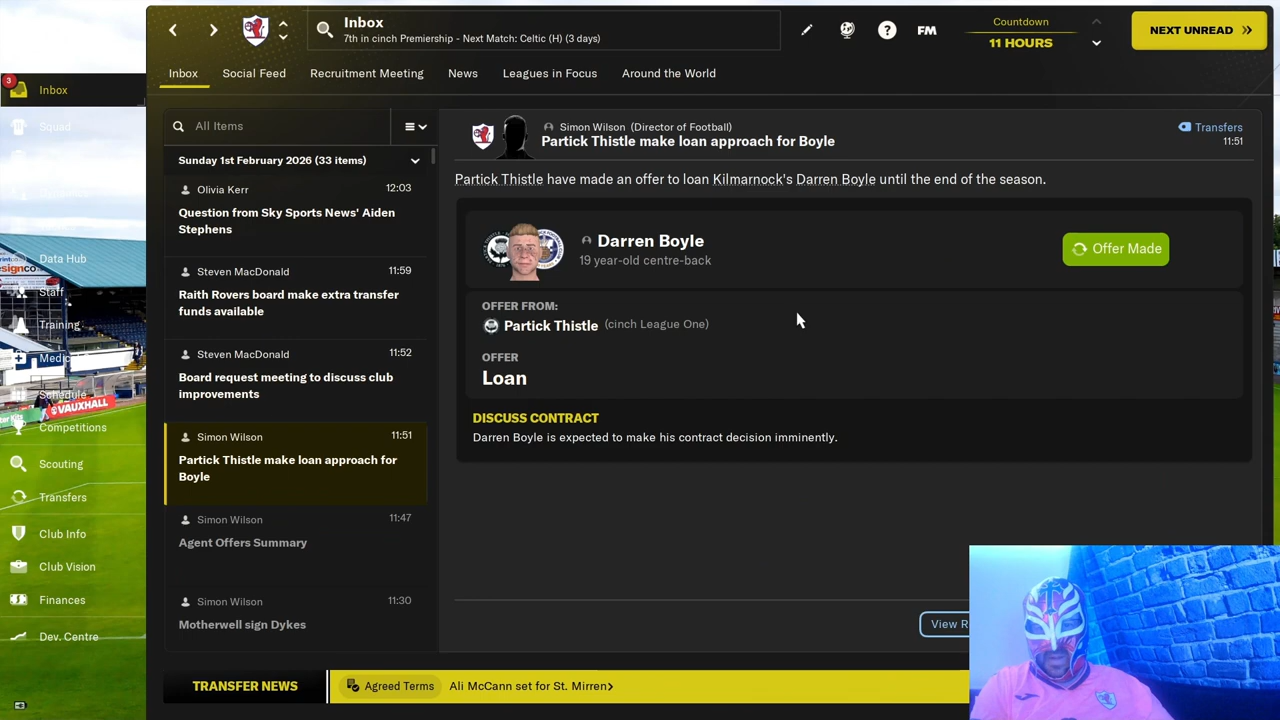 Inbox
7th in cinch Premiership - Next Match: Celtic (H) (3 days)
?
FM
Countdown
11 HOURS
NEXT UNREAD
Inbox
Social Feed
Recruitment Meeting
News
Leagues in Focus
Around the World
3
Inbox
Squad
Data Hub
Staff
Training
Schedule
VAUXHALL
Competitions
Scouting
Transfers
Club Info
Club Vision
Finances
Dev. Centre
All Items
Sunday 1st February 2026 (33 items)
Olivia Kerr
12:03
Question from Sky Sports News' Aiden
Stephens
Steven MacDonald
11:59
Raith Rovers board make extra transfer
funds available
Steven MacDonald
11:52
Board request meeting to discuss club
improvements
Simon Wilson
11:51
Partick Thistle make loan approach for
Boyle
Simon Wilson
11:47
Agent Offers Summary
Simon Wilson
11:30
Motherwell sign Dykes
Simon Wilson (Director of Football)
Partick Thistle make loan approach for Boyle
Transfers
11:51
Partick Thistle have made an offer to loan Kilmarnock's Darren Boyle until the end of the season.
Darren Boyle
19 year-old centre-back
Offer Made
OFFER FROM:
Partick Thistle (cinch League One)
OFFER
Loan
DISCUSS CONTRACT
Darren Boyle is expected to make his contract decision imminently.
View
TRANSFER NEWS
Agreed Terms
Ali McCann set for St. Mirren>